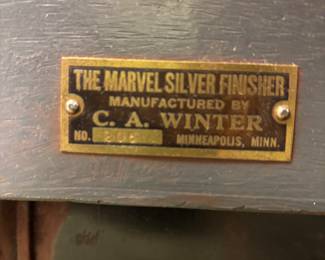 THE MARVEL SILVER FINISHER
MANUFACTURED BY
C. A. WINTER
NO. MINNEAPOLIS, MINN.